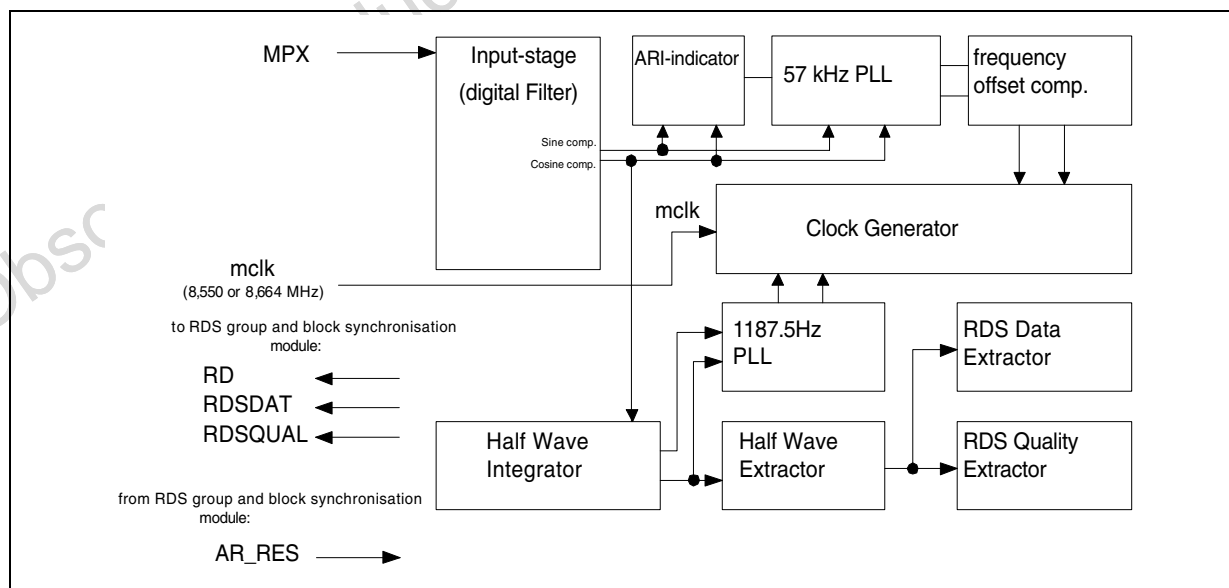 MPX
Input-stage
(digital Filter)
Sine comp.
Cosine comp.
ARI-indicator
57 kHz PLL
frequency
offset comp.
mclk
Clock Generator
mclk
(8,550 or 8,664 MHz)
to RDS group and block synchronisation
module:
RD
RDSDAT
RDSQUAL
1187.5Hz
PLL
RDS Data
Extractor
Half Wave
Integrator
Half Wave
Extractor
RDS Quality
Extractor
from RDS group and block synchronisation
module:
AR_RES